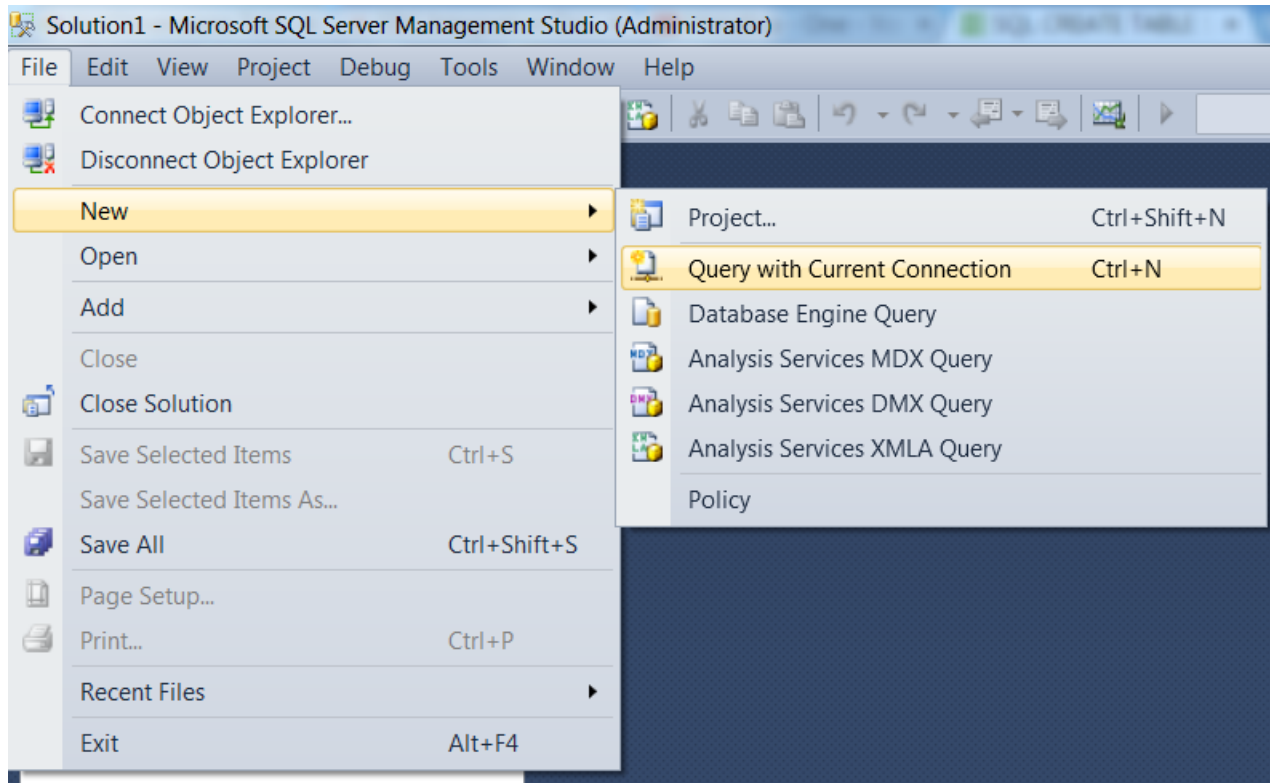 Solution1 - Microsoft SQL Server Management Studio (Administrator)
File Edit View Project Debug Tools Window Help
Connect Object Explorer...
Disconnect Object Explorer
New
Open
Add
Close
Close Solution
Save Selected Items Ctrl+S
Save Selected Items As...
Save All Ctrl+Shift+S
Page Setup...
Print... Ctrl+P
Recent Files
Exit Alt+F4
Project... Ctrl+Shift+N
Query with Current Connection Ctrl+N
Database Engine Query
Analysis Services MDX Query
Analysis Services DMX Query
Analysis Services XMLA Query
Policy